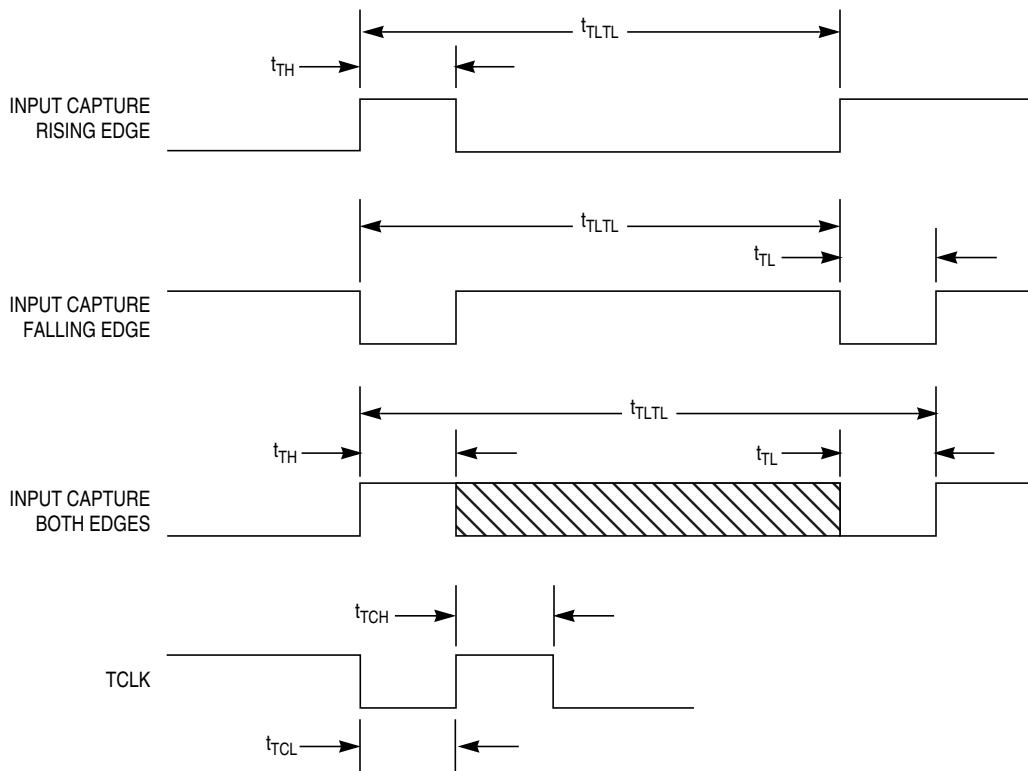 tTLTL
tTH
INPUT CAPTURE
RISING EDGE
tTLTL
tTL
INPUT CAPTURE
FALLING EDGE
tTLTL
tTH
tTL
INPUT CAPTURE
BOTH EDGES
tTCH
TCLK
tTCL